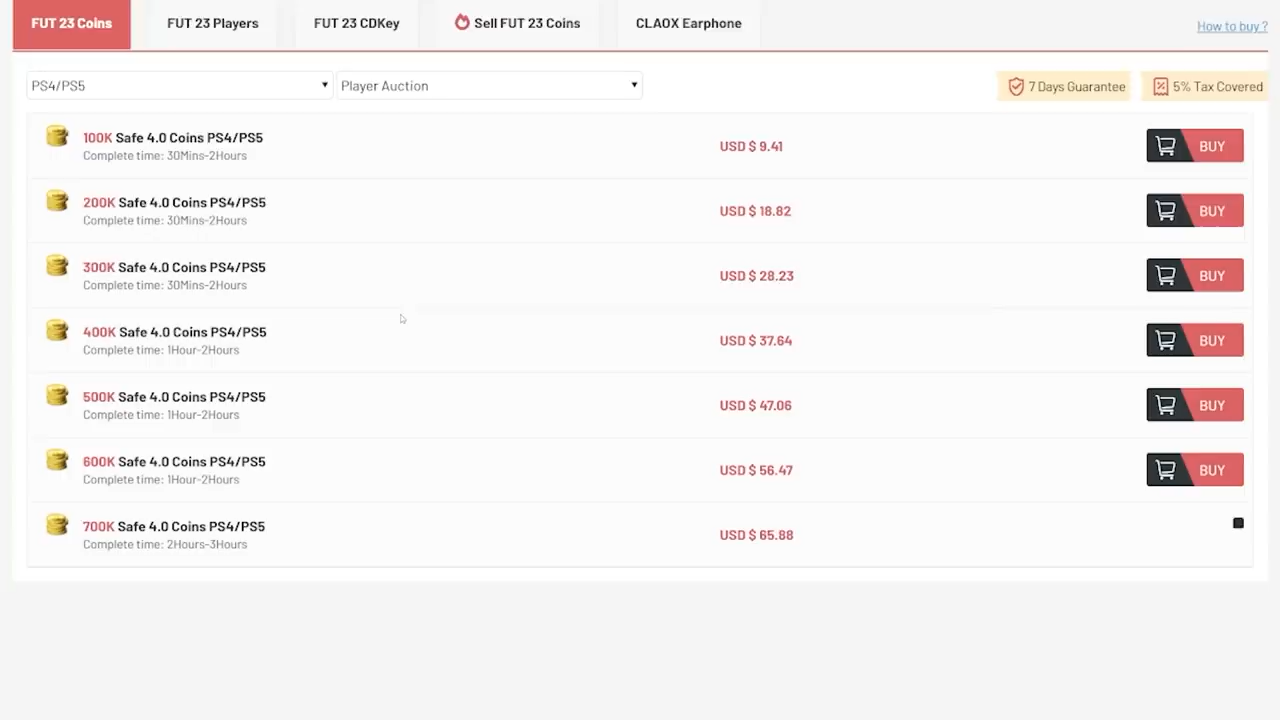 FUT 23 Coins
FUT 23 Players
FUT 23 CDKey
Sell FUT 23 Coins
CLAOX Earphone
How to buy ?
PS4/PS5
Player Auction
7 Days Guarantee
5% Tax Covered
100K Safe 4.0 Coins PS4/PS5
Complete time: 30Mins-2Hours
USD $ 9.41
BUY
200K Safe 4.0 Coins PS4/PS5
Complete time: 30Mins-2Hours
USD $ 18.82
BUY
300K Safe 4.0 Coins PS4/PS5
Complete time: 30Mins-2Hours
USD $ 28.23
BUY
400K Safe 4.0 Coins PS4/PS5
Complete time: 1Hour-2Hours
USD $ 37.64
BUY
500K Safe 4.0 Coins PS4/PS5
Complete time: 1Hour-2Hours
USD $ 47.06
BUY
600K Safe 4.0 Coins PS4/PS5
Complete time: 1Hour-2Hours
USD $ 56.47
BUY
700K Safe 4.0 Coins PS4/PS5
Complete time: 2Hours-3Hours
USD $ 65.88